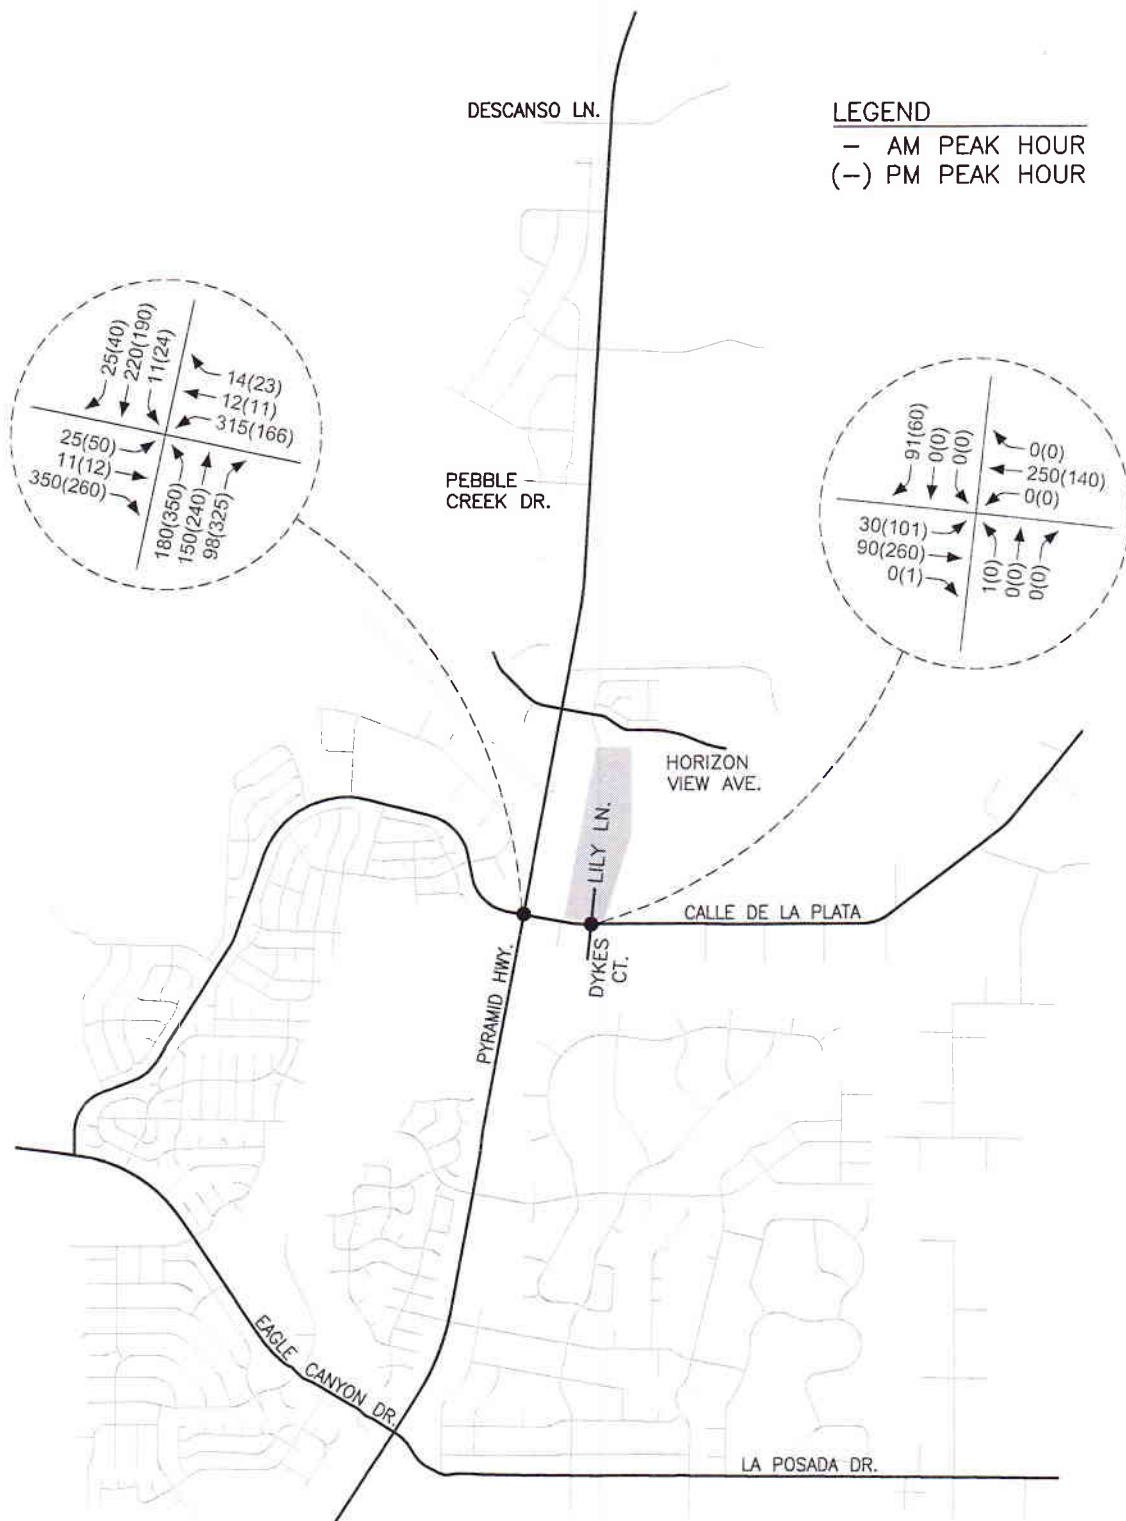 DESCANSO LN.
LEGEND
– AM PEAK HOUR
(–) PM PEAK HOUR
25(40)
220(190)
11(24)
14(23)
12(11)
315(166)
25(50)
11(12)
350(260)
180(350)
150(240)
98(325)
91(60)
0(0)
0(0)
0(0)
250(140)
0(0)
30(101)
90(260)
0(1)
1(0)
0(0)
0(0)
PEBBLE
CREEK DR.
HORIZON
VIEW AVE.
LILY LN.
CALLE DE LA PLATA
DYKES
CT.
PYRAMID HWY.
EAGLE CANYON DR.
LA POSADA DR.